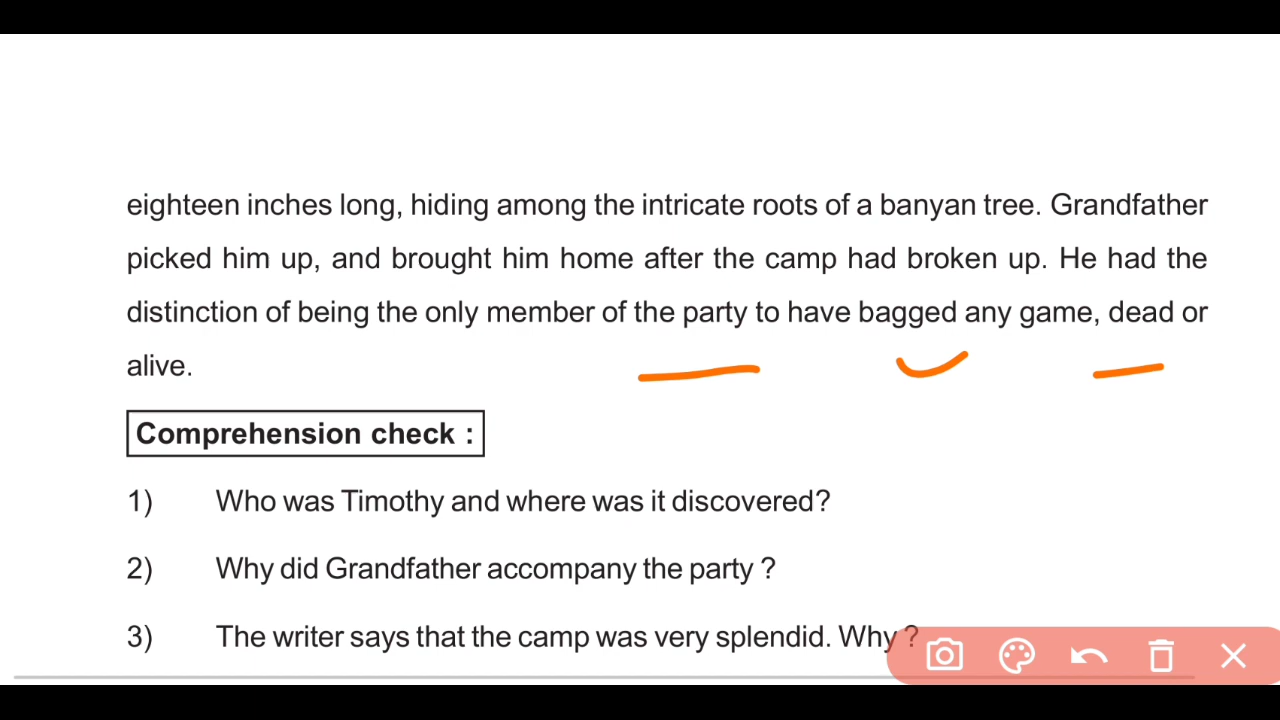 eighteen inches long, hiding among the intricate roots of a banyan tree. Grandfather
picked him up, and brought him home after the camp had broken up. He had the
distinction of being the only member of the party to have bagged any game, dead or
alive.
Comprehension check :
1) Who was Timothy and where was it discovered?
2) Why did Grandfather accompany the party ?
3) The writer says that the camp was very splendid. Why ?